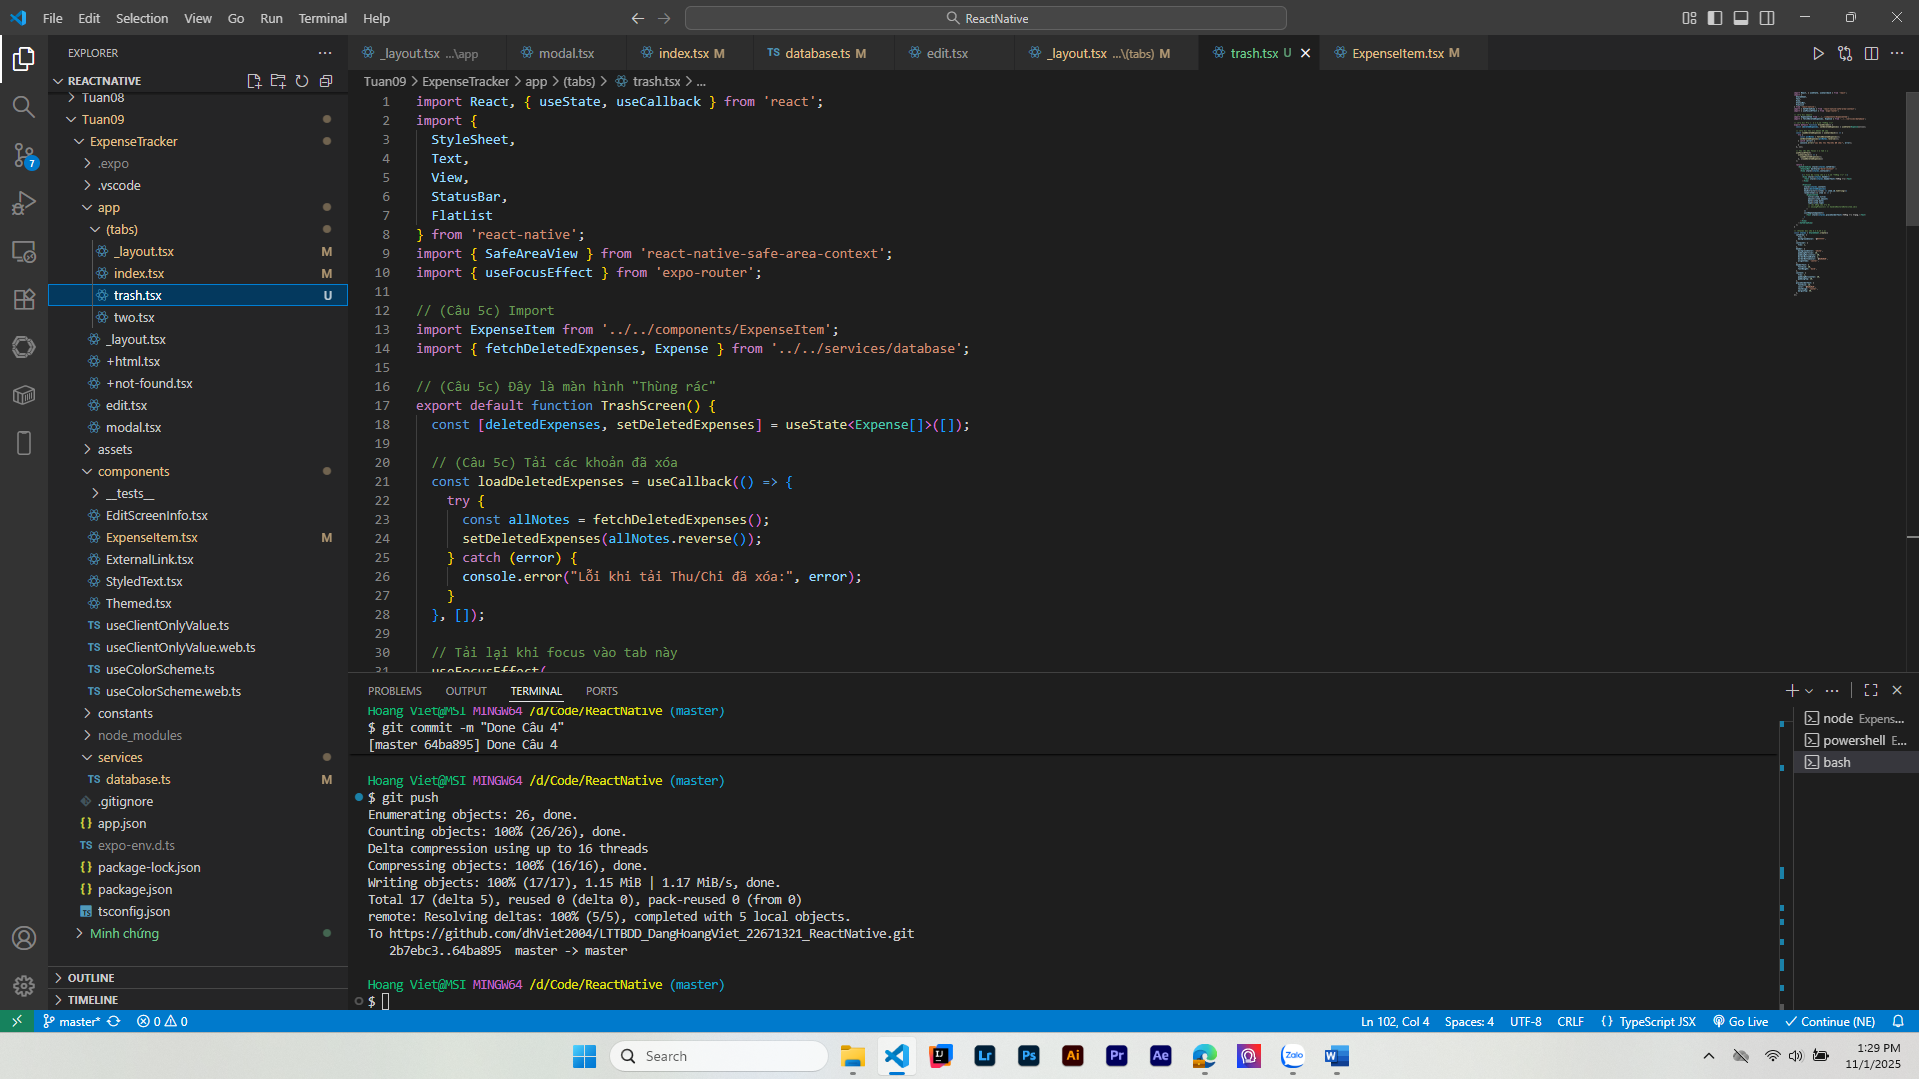 File Edit Selection View Go Run Terminal Help
ReactNative
EXPLORER
REACTNATIVE
Tuan08
Tuan09
ExpenseTracker
.expo
.vscode
app
(tabs)
_layout.tsx M
index.tsx M
trash.tsx U
two.tsx
_layout.tsx
+html.tsx
+not-found.tsx
edit.tsx
modal.tsx
assets
components
__tests__
EditScreenInfo.tsx
ExpenseItem.tsx M
ExternalLink.tsx
StyledText.tsx
Themed.tsx
useClientOnlyValue.ts
useClientOnlyValue.web.ts
useColorScheme.ts
useColorScheme.web.ts
constants
node_modules
services
database.ts M
.gitignore
app.json
expo-env.d.ts
package-lock.json
package.json
tsconfig.json
Minh chứng
OUTLINE
TIMELINE
_layout.tsx ...\app modal.tsx index.tsx M database.ts M edit.tsx _layout.tsx ...\(tabs) M trash.tsx U ExpenseItem.tsx M
Tuan09 > ExpenseTracker > app > (tabs) > trash.tsx > ...
1 import React, { useState, useCallback } from 'react';
2 import {
3 StyleSheet,
4 Text,
5 View,
6 StatusBar,
7 FlatList
8 } from 'react-native';
9 import { SafeAreaView } from 'react-native-safe-area-context';
10 import { useFocusEffect } from 'expo-router';
11
12 // (Câu 5c) Import
13 import ExpenseItem from '../../components/ExpenseItem';
14 import { fetchDeletedExpenses, Expense } from '../../services/database';
15
16 // (Câu 5c) Đây là màn hình "Thùng rác"
17 export default function TrashScreen() {
18 const [deletedExpenses, setDeletedExpenses] = useState<Expense[]>([]);
19
20 // (Câu 5c) Tải các khoản đã xóa
21 const loadDeletedExpenses = useCallback(() => {
22 try {
23 const allNotes = fetchDeletedExpenses();
24 setDeletedExpenses(allNotes.reverse());
25 } catch (error) {
26 console.error("Lỗi khi tải Thu/Chi đã xóa:", error);
27 }
28 }, []);
29
30 // Tải lại khi focus vào tab này
31 useFocusEffect(
PROBLEMS OUTPUT TERMINAL PORTS
Hoang Viet@MSI MINGW64 /d/Code/ReactNative (master)
$ git commit -m "Done Câu 4"
[master 64ba895] Done Câu 4
Hoang Viet@MSI MINGW64 /d/Code/ReactNative (master)
$ git push
Enumerating objects: 26, done.
Counting objects: 100% (26/26), done.
Delta compression using up to 16 threads
Compressing objects: 100% (16/16), done.
Writing objects: 100% (17/17), 1.15 MiB | 1.17 MiB/s, done.
Total 17 (delta 5), reused 0 (delta 0), pack-reused 0 (from 0)
remote: Resolving deltas: 100% (5/5), completed with 5 local objects.
To https://github.com/dhViet2004/LTTBDD_DangHoangViet_22671321_ReactNative.git
2b7ebc3..64ba895 master -> master
Hoang Viet@MSI MINGW64 /d/Code/ReactNative (master)
$
node Expens...
powershell E...
bash
7
master* 0 0 Ln 102, Col 4 Spaces: 4 UTF-8 CRLF {} TypeScript JSX Go Live Continue (NE)
Search
Lr Ps Ai Pr Ae Zalo W
1:29 PM
11/1/2025